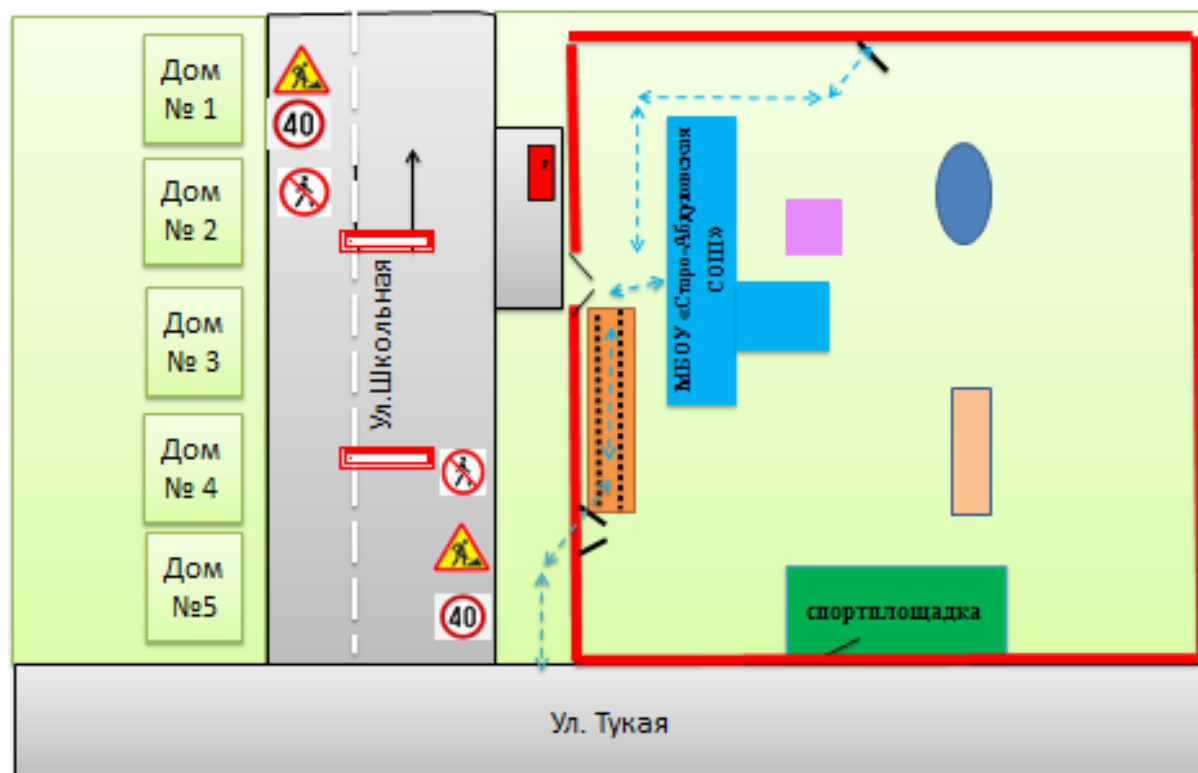 Дом
№ 1
40
Дом
№ 2
Дом
№ 3
Дом
№ 4
Дом
№5
Ул.Школьная
40
МБОУ «Старо-Абдуловская
СОШ»
спортплощадка
Ул. Тукая